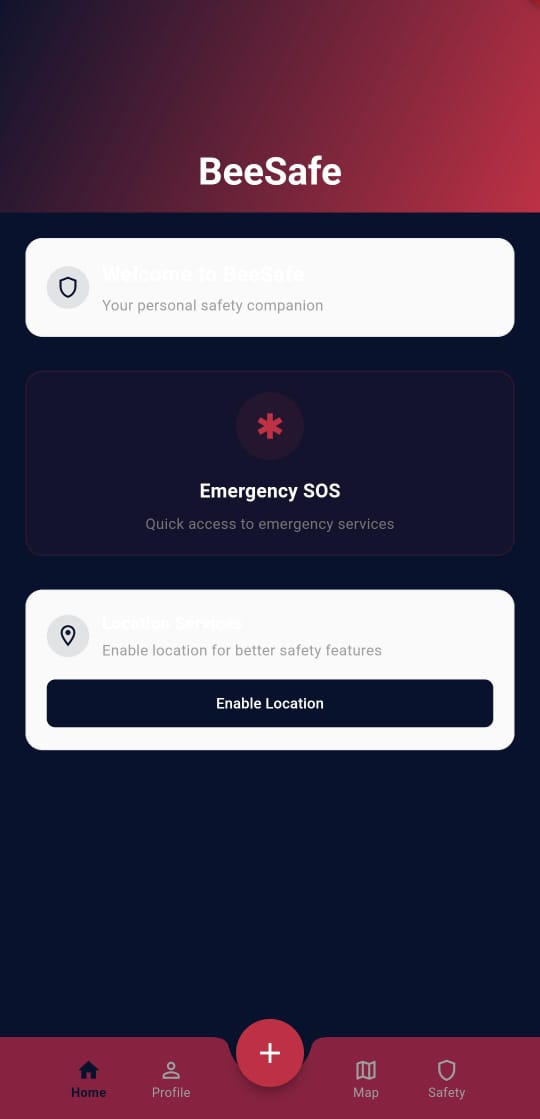 BeeSafe
Welcome to BeeSafe
Your personal safety companion
Emergency SOS
Quick access to emergency services
Location Services
Enable location for better safety features
Enable Location
Home
Profile
Map
Safety